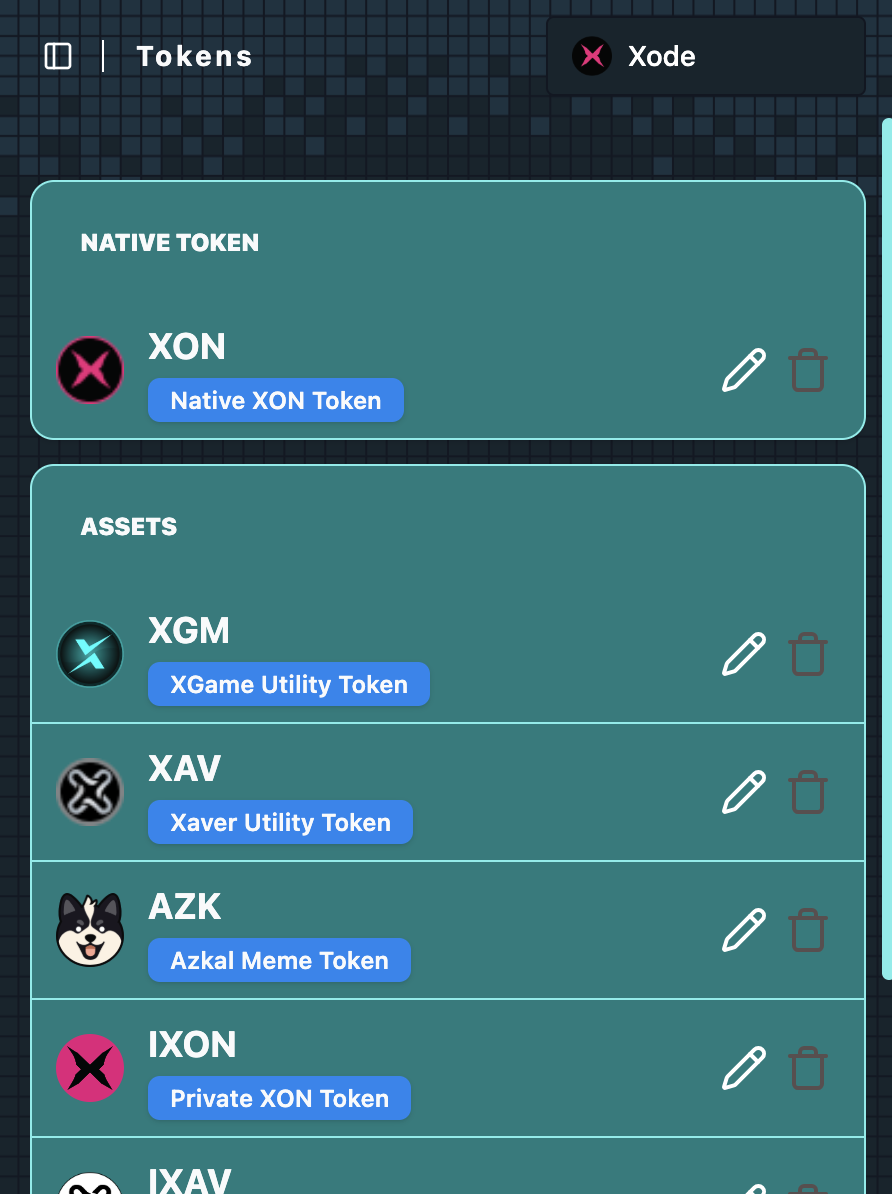 Tokens
Xode
NATIVE TOKEN
XON
Native XON Token
ASSETS
XGM
XGame Utility Token
XAV
Xaver Utility Token
AZK
Azkal Meme Token
IXON
Private XON Token
IXAV